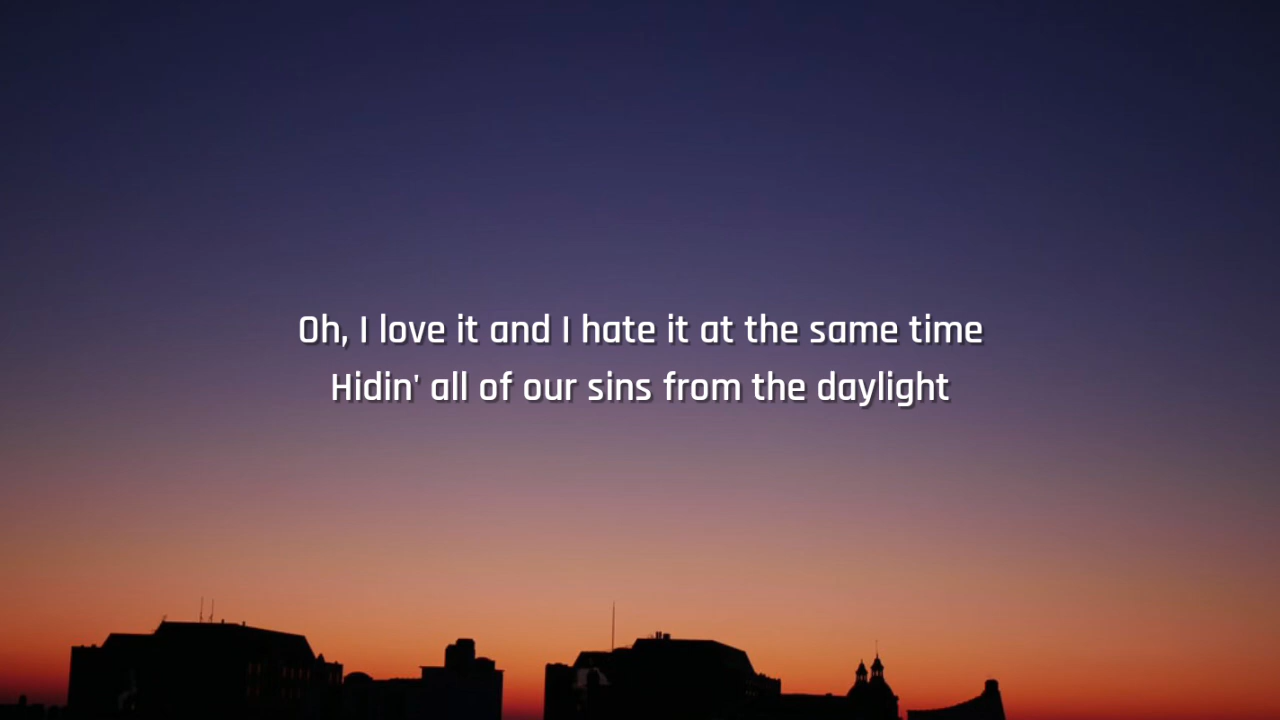 Oh, I love it and I hate it at the same time
Hidin' all of our sins from the daylight